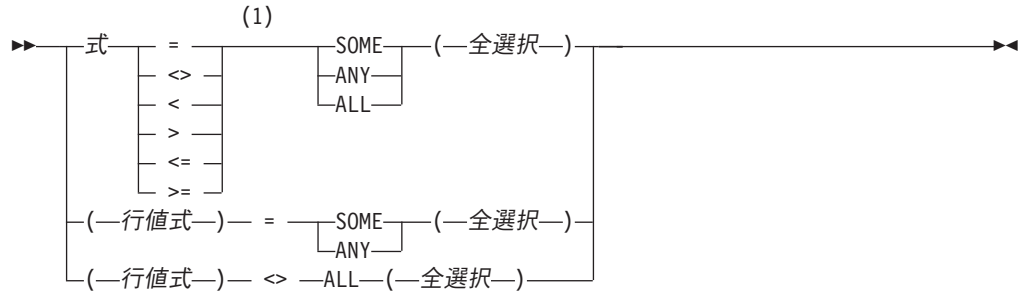 (1)
式 = SOME ( 全選択 )
<> ANY
< ALL
>
<=
>=
( 行値式 ) = SOME ( 全選択 )
ANY
( 行値式 ) <> ALL ( 全選択 )